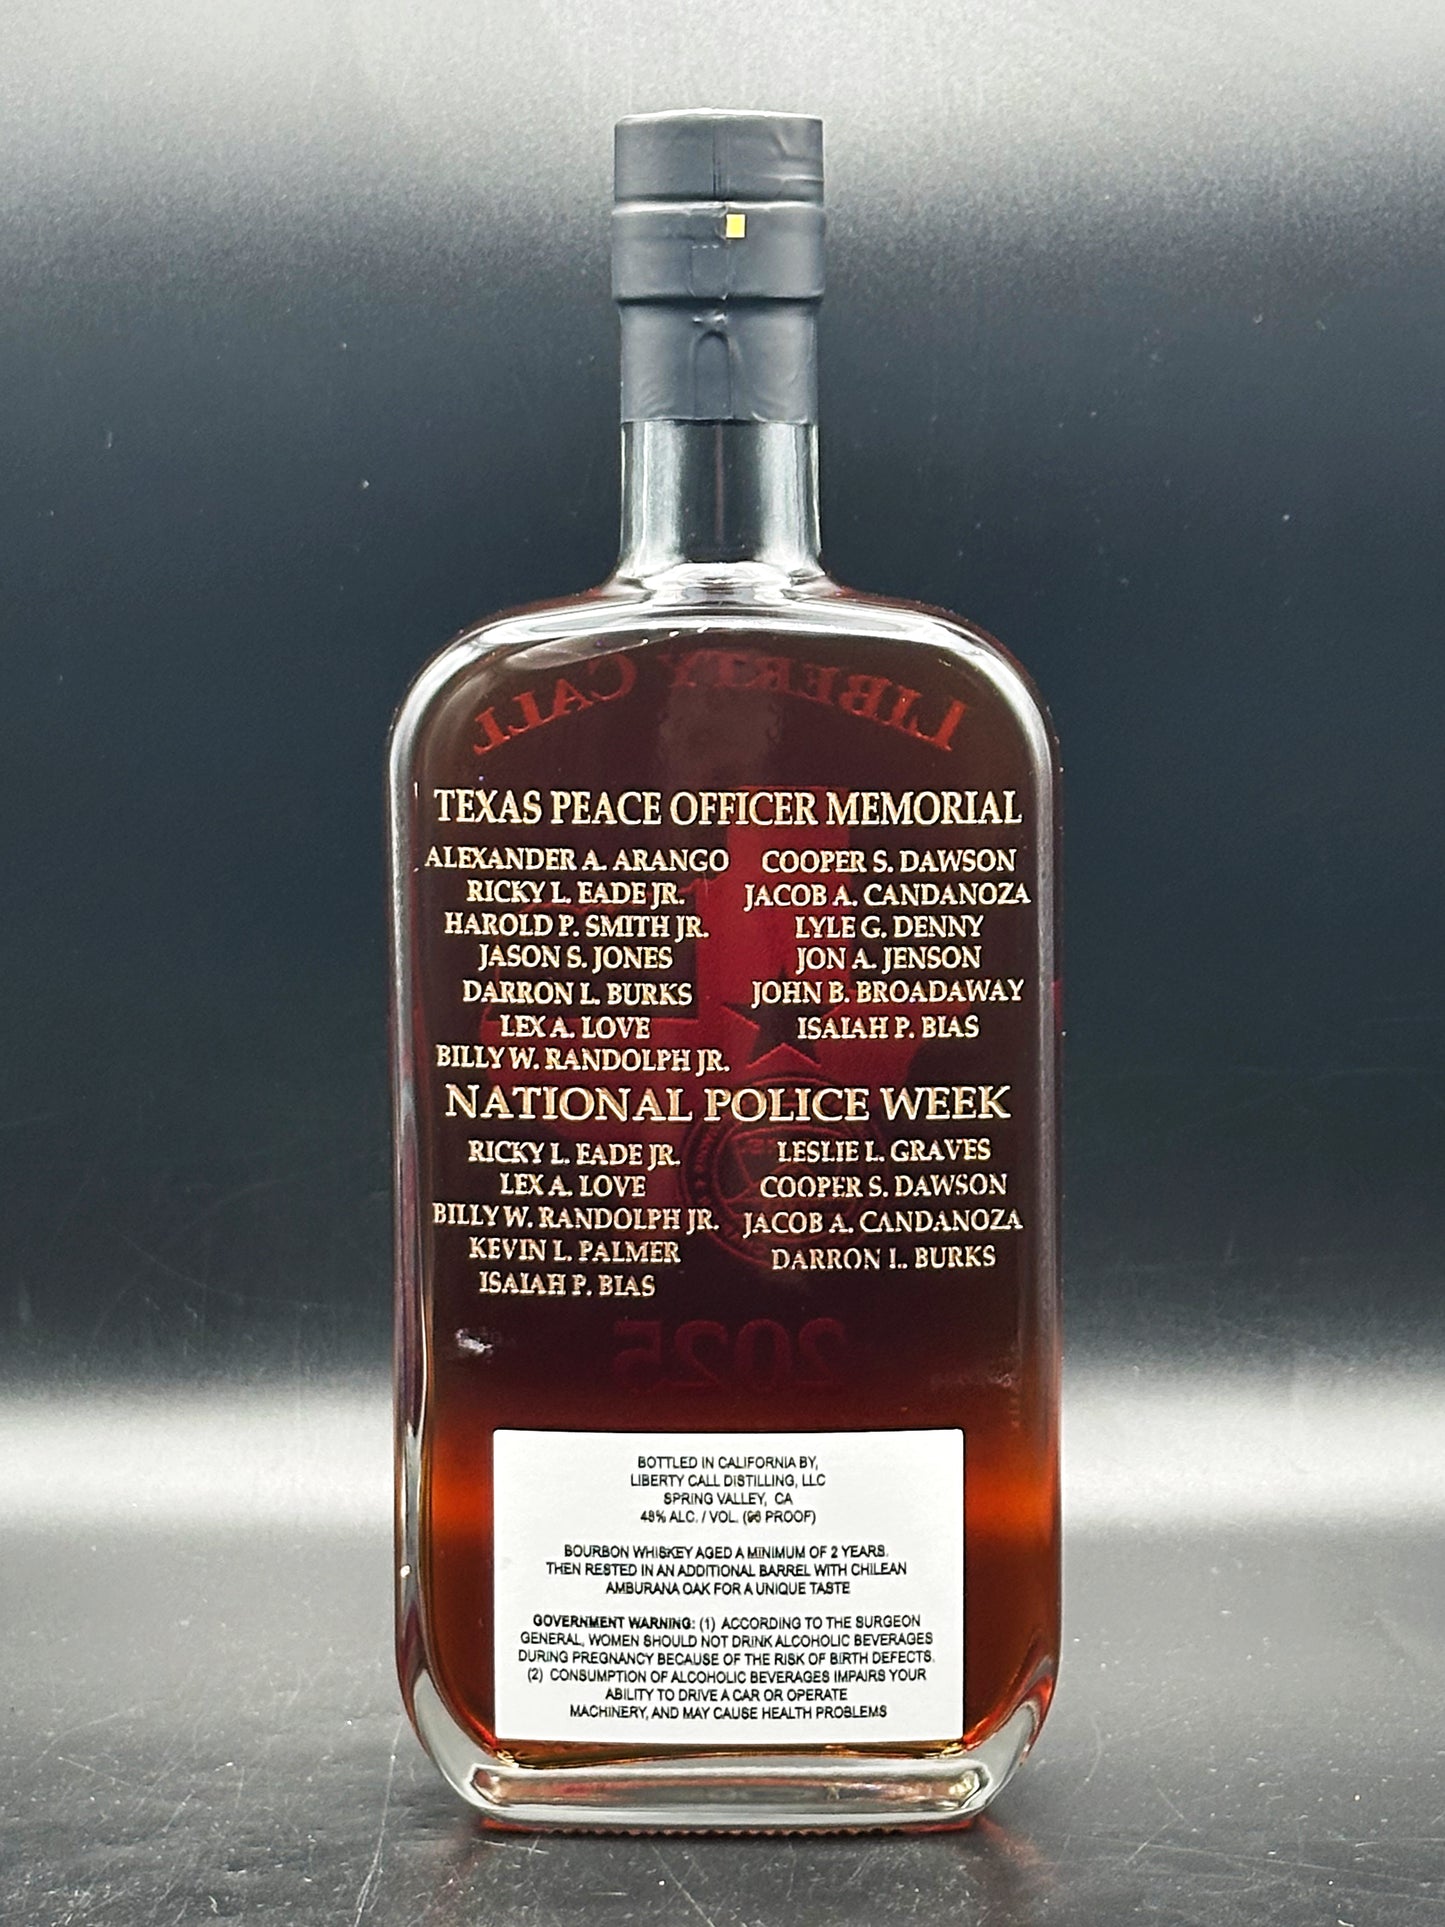 LIBERTY CALL
TEXAS PEACE OFFICER MEMORIAL
ALEXANDER A. ARANGO COOPER S. DAWSON
RICKY L. EADE JR. JACOB A. CANDANOZA
HAROLD P. SMITH JR. LYLE G. DENNY
JASON S. JONES JON A. JENSON
DARRON L. BURKS JOHN B. BROADAWAY
LEX A. LOVE ISAIAH P. BIAS
BILLY W. RANDOLPH JR.
NATIONAL POLICE WEEK
RICKY L. EADE JR. LESLIE L. GRAVES
LEX A. LOVE COOPER S. DAWSON
BILLY W. RANDOLPH JR. JACOB A. CANDANOZA
KEVIN L. PALMER DARRON L. BURKS
ISAIAH P. BIAS
2025
BOTTLED IN CALIFORNIA BY,
LIBERTY CALL DISTILLING, LLC
SPRING VALLEY, CA
48% ALC. / VOL. (96 PROOF)
BOURBON WHISKEY AGED A MINIMUM OF 2 YEARS.
THEN RESTED IN AN ADDITIONAL BARREL WITH CHILEAN
AMBURANA OAK FOR A UNIQUE TASTE
GOVERNMENT WARNING: (1) ACCORDING TO THE SURGEON
GENERAL, WOMEN SHOULD NOT DRINK ALCOHOLIC BEVERAGES
DURING PREGNANCY BECAUSE OF THE RISK OF BIRTH DEFECTS.
(2) CONSUMPTION OF ALCOHOLIC BEVERAGES IMPAIRS YOUR
ABILITY TO DRIVE A CAR OR OPERATE
MACHINERY, AND MAY CAUSE HEALTH PROBLEMS